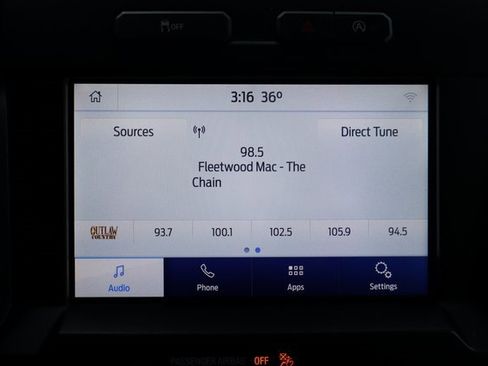 OFF
3:16 36º
Sources
Direct Tune
98.5
Fleetwood Mac - The
Chain
OUTLAW
COUNTRY
93.7 100.1 102.5 105.9 94.5
Audio Phone Apps Settings
PASSENGER AIRBAG OFF